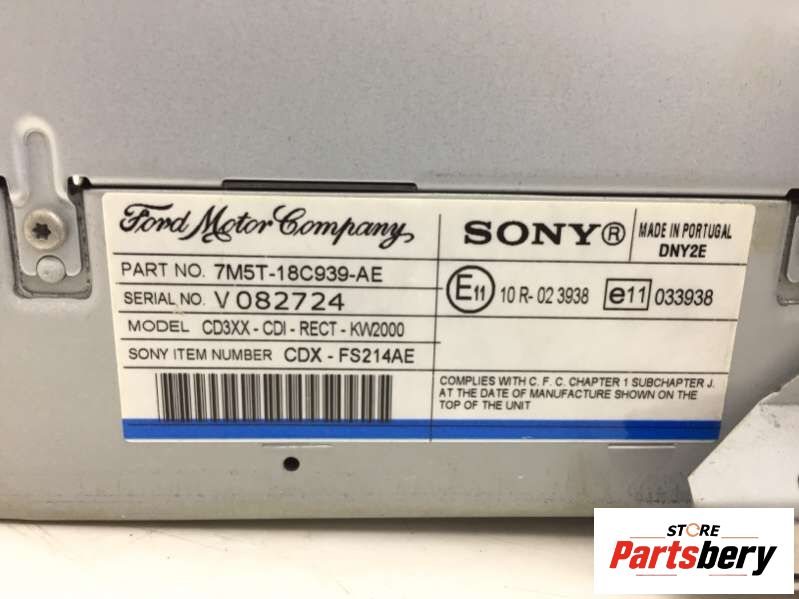 Ford Motor Company
SONY®
MADE IN PORTUGAL
DNY2E
PART NO. 7M5T-18C939-AE
SERIAL NO. V 082724
MODEL CD3XX - CDI - RECT - KW2000
SONY ITEM NUMBER CDX - FS214AE
E11 10 R - 02 3938 e11 033938
COMPLIES WITH C. F. C. CHAPTER 1 SUBCHAPTER J.
AT THE DATE OF MANUFACTURE SHOWN ON THE
TOP OF THE UNIT
STORE
Partsbery